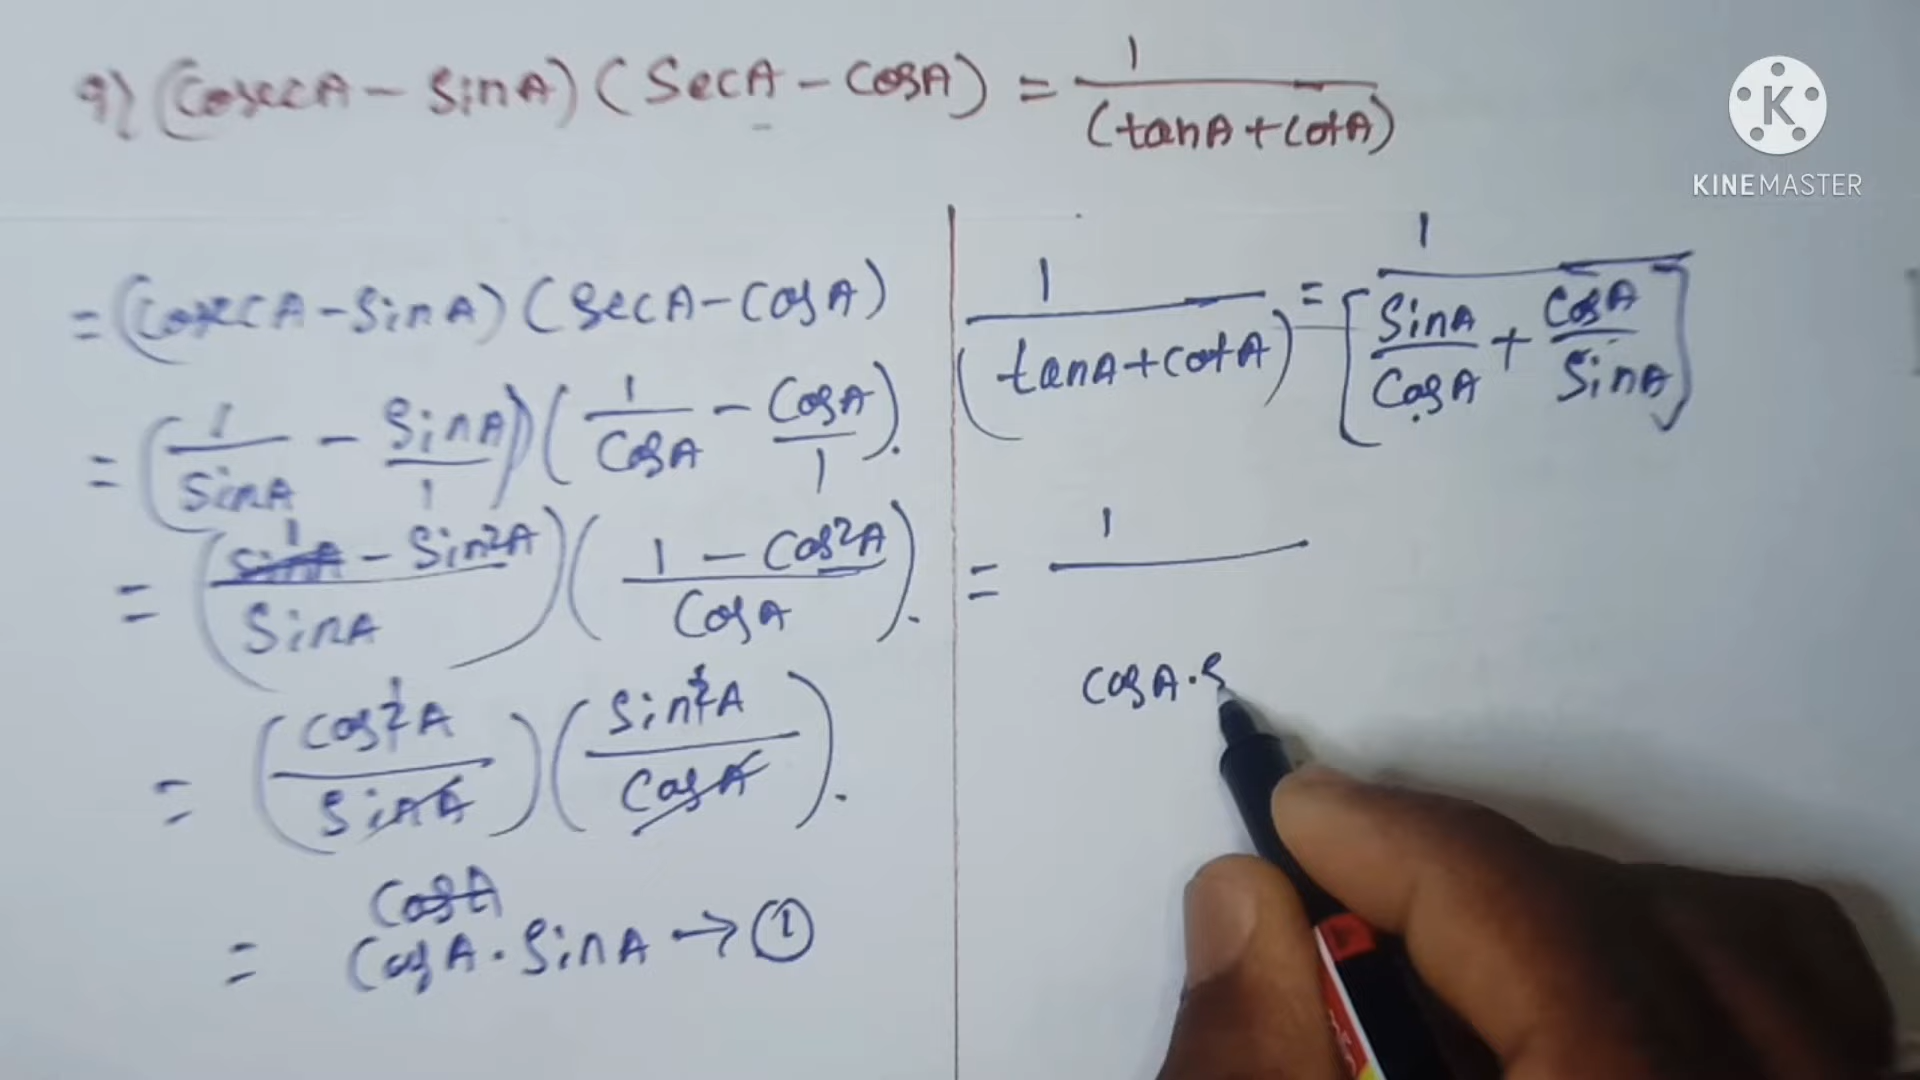 9) (CosecA - SinA) (SecA - CosA) = 1 / (tanA + CotA)
KINEMASTER
= (CosecA - SinA) (SecA - CosA)
= (1/SinA - SinA/1) (1/CosA - CosA/1).
= (1 - Sin²A / SinA) (1 - Cos²A / CosA).
= (Cos²A / SinA) (Sin²A / CosA).
CosA
= CosA · SinA → ①
1 / (tanA + CotA) = 1 / [SinA/CosA + CosA/SinA]
= 1 /
CosA · S